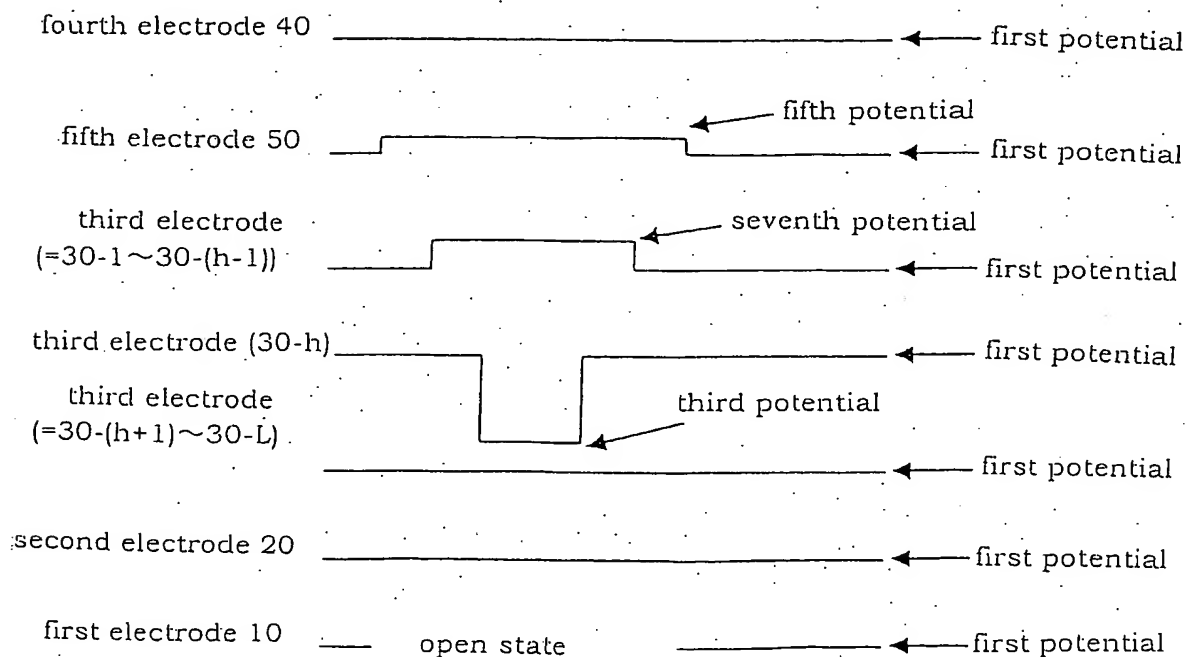 fourth electrode 40
first potential
fifth potential
fifth electrode 50
first potential
third electrode
(=30-1～30-(h-1))
seventh potential
first potential
third electrode (30-h)
first potential
third electrode
(=30-(h+1)～30-L)
third potential
first potential
second electrode 20
first potential
first electrode 10
open state
first potential